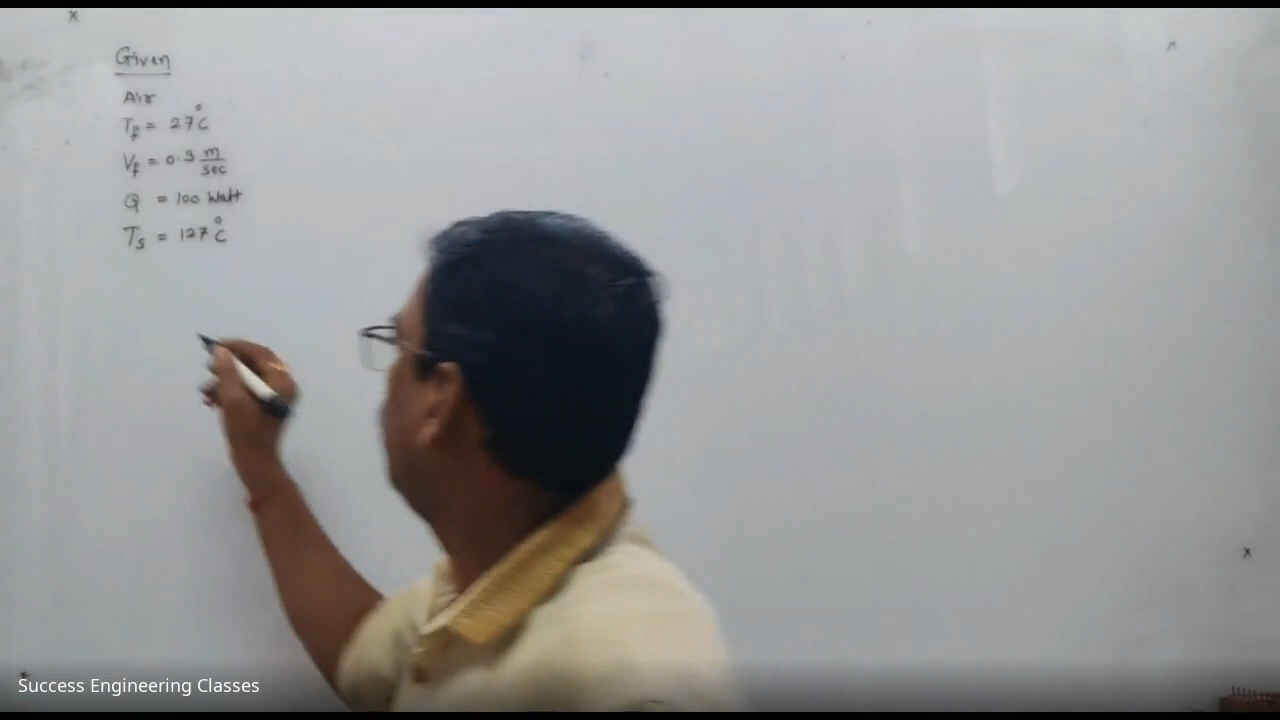 Given
Air
Tf = 27°C
Vf = 0.3 m/sec
Q = 100 Watt
Ts = 127°C
Success Engineering Classes